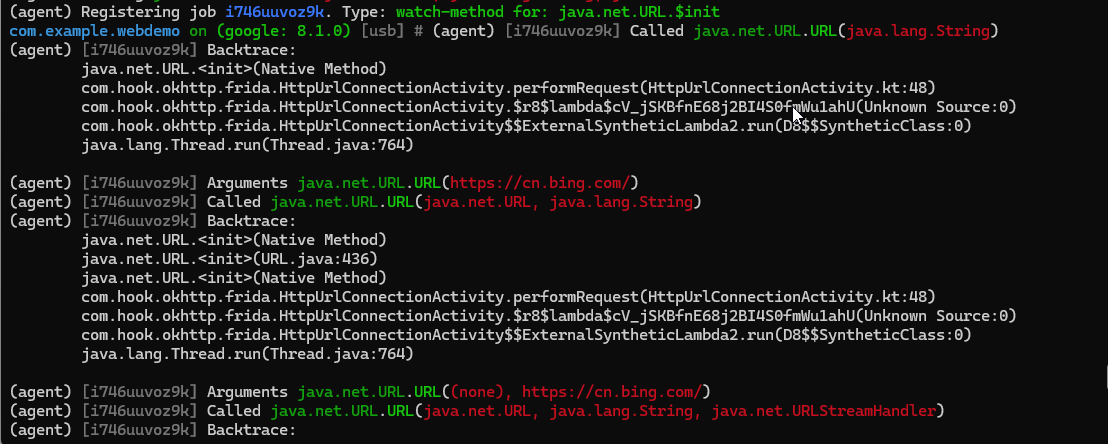 (agent) Registering job i746uuvoz9k. Type: watch-method for: java.net.URL.$init
com.example.webdemo on (google: 8.1.0) [usb] # (agent) [i746uuvoz9k] Called java.net.URL.URL(java.lang.String)
(agent) [i746uuvoz9k] Backtrace:
java.net.URL.<init>(Native Method)
com.hook.okhttp.frida.HttpUrlConnectionActivity.performRequest(HttpUrlConnectionActivity.kt:48)
com.hook.okhttp.frida.HttpUrlConnectionActivity.$r8$lambda$cV_jSKBfnE68j2BI4S0fmWu1ahU(Unknown Source:0)
com.hook.okhttp.frida.HttpUrlConnectionActivity$$ExternalSyntheticLambda2.run(D8$$SyntheticClass:0)
java.lang.Thread.run(Thread.java:764)
(agent) [i746uuvoz9k] Arguments java.net.URL.URL(https://cn.bing.com/)
(agent) [i746uuvoz9k] Called java.net.URL.URL(java.net.URL, java.lang.String)
(agent) [i746uuvoz9k] Backtrace:
java.net.URL.<init>(Native Method)
java.net.URL.<init>(URL.java:436)
java.net.URL.<init>(Native Method)
com.hook.okhttp.frida.HttpUrlConnectionActivity.performRequest(HttpUrlConnectionActivity.kt:48)
com.hook.okhttp.frida.HttpUrlConnectionActivity.$r8$lambda$cV_jSKBfnE68j2BI4S0fmWu1ahU(Unknown Source:0)
com.hook.okhttp.frida.HttpUrlConnectionActivity$$ExternalSyntheticLambda2.run(D8$$SyntheticClass:0)
java.lang.Thread.run(Thread.java:764)
(agent) [i746uuvoz9k] Arguments java.net.URL.URL((none), https://cn.bing.com/)
(agent) [i746uuvoz9k] Called java.net.URL.URL(java.net.URL, java.lang.String, java.net.URLStreamHandler)
(agent) [i746uuvoz9k] Backtrace: